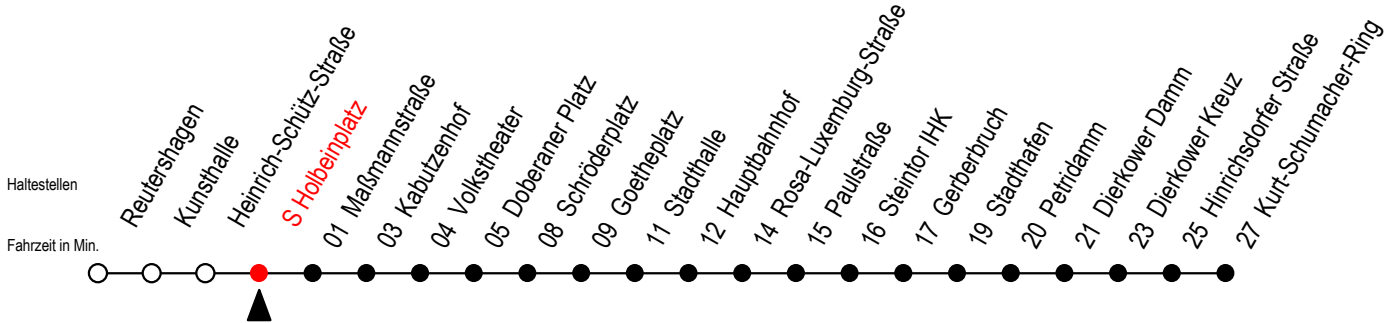 Haltestellen
Fahrzeit in Min.
Reutershagen
Kunsthalle
Heinrich-Schütz-Straße
S Holbeinplatz
01 Maßmannstraße
03 Kabutzenhof
04 Volkstheater
05 Doberaner Platz
08 Schröderplatz
09 Goetheplatz
11 Stadthalle
12 Hauptbahnhof
14 Rosa-Luxemburg-Straße
15 Paulstraße
16 Steintor IHK
17 Gerberbruch
19 Stadthafen
20 Petridamm
21 Dierkower Damm
23 Dierkower Kreuz
25 Hinrichsdorfer Straße
27 Kurt-Schumacher-Ring